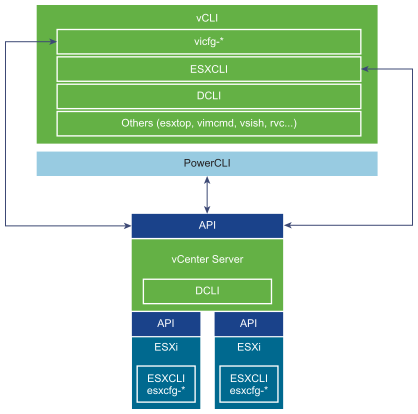 vCLI
vicfg-*
ESXCLI
DCLI
Others (esxtop, vimcmd, vsish, rvc...)
PowerCLI
API
vCenter Server
DCLI
API
API
ESXi
ESXi
ESXCLI
esxcfg-*
ESXCLI
esxcfg-*